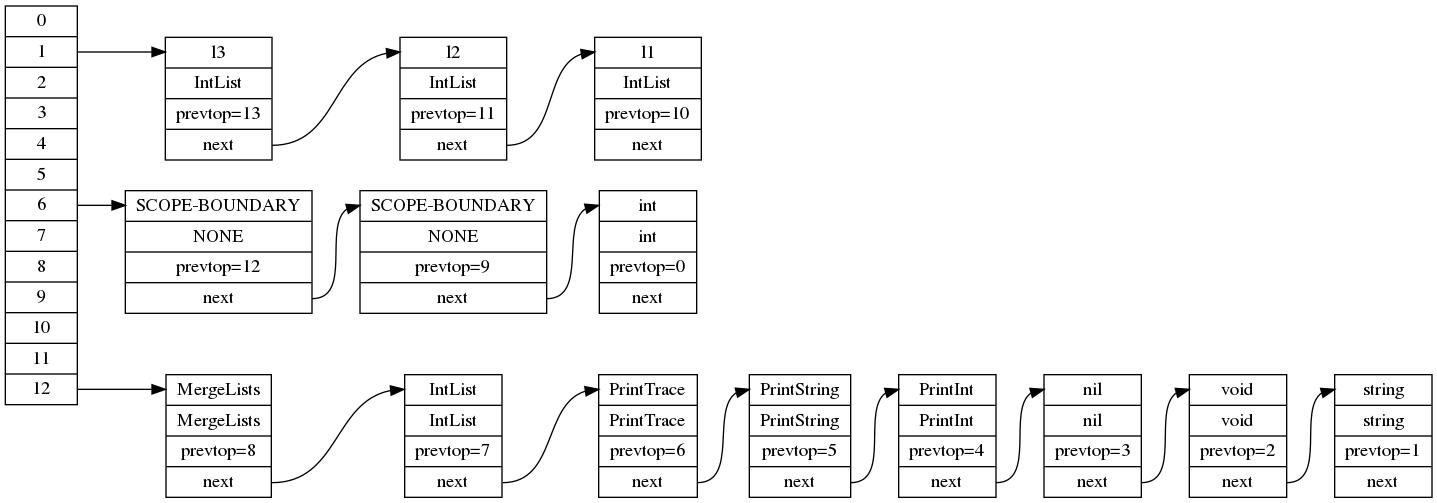 0
1
2
3
4
5
6
7
8
9
10
11
12
l3
IntList
prevtop=13
next
l2
IntList
prevtop=11
next
l1
IntList
prevtop=10
next
SCOPE-BOUNDARY
NONE
prevtop=12
next
SCOPE-BOUNDARY
NONE
prevtop=9
next
int
int
prevtop=0
next
MergeLists
MergeLists
prevtop=8
next
IntList
IntList
prevtop=7
next
PrintTrace
PrintTrace
prevtop=6
next
PrintString
PrintString
prevtop=5
next
PrintInt
PrintInt
prevtop=4
next
nil
nil
prevtop=3
next
void
void
prevtop=2
next
string
string
prevtop=1
next